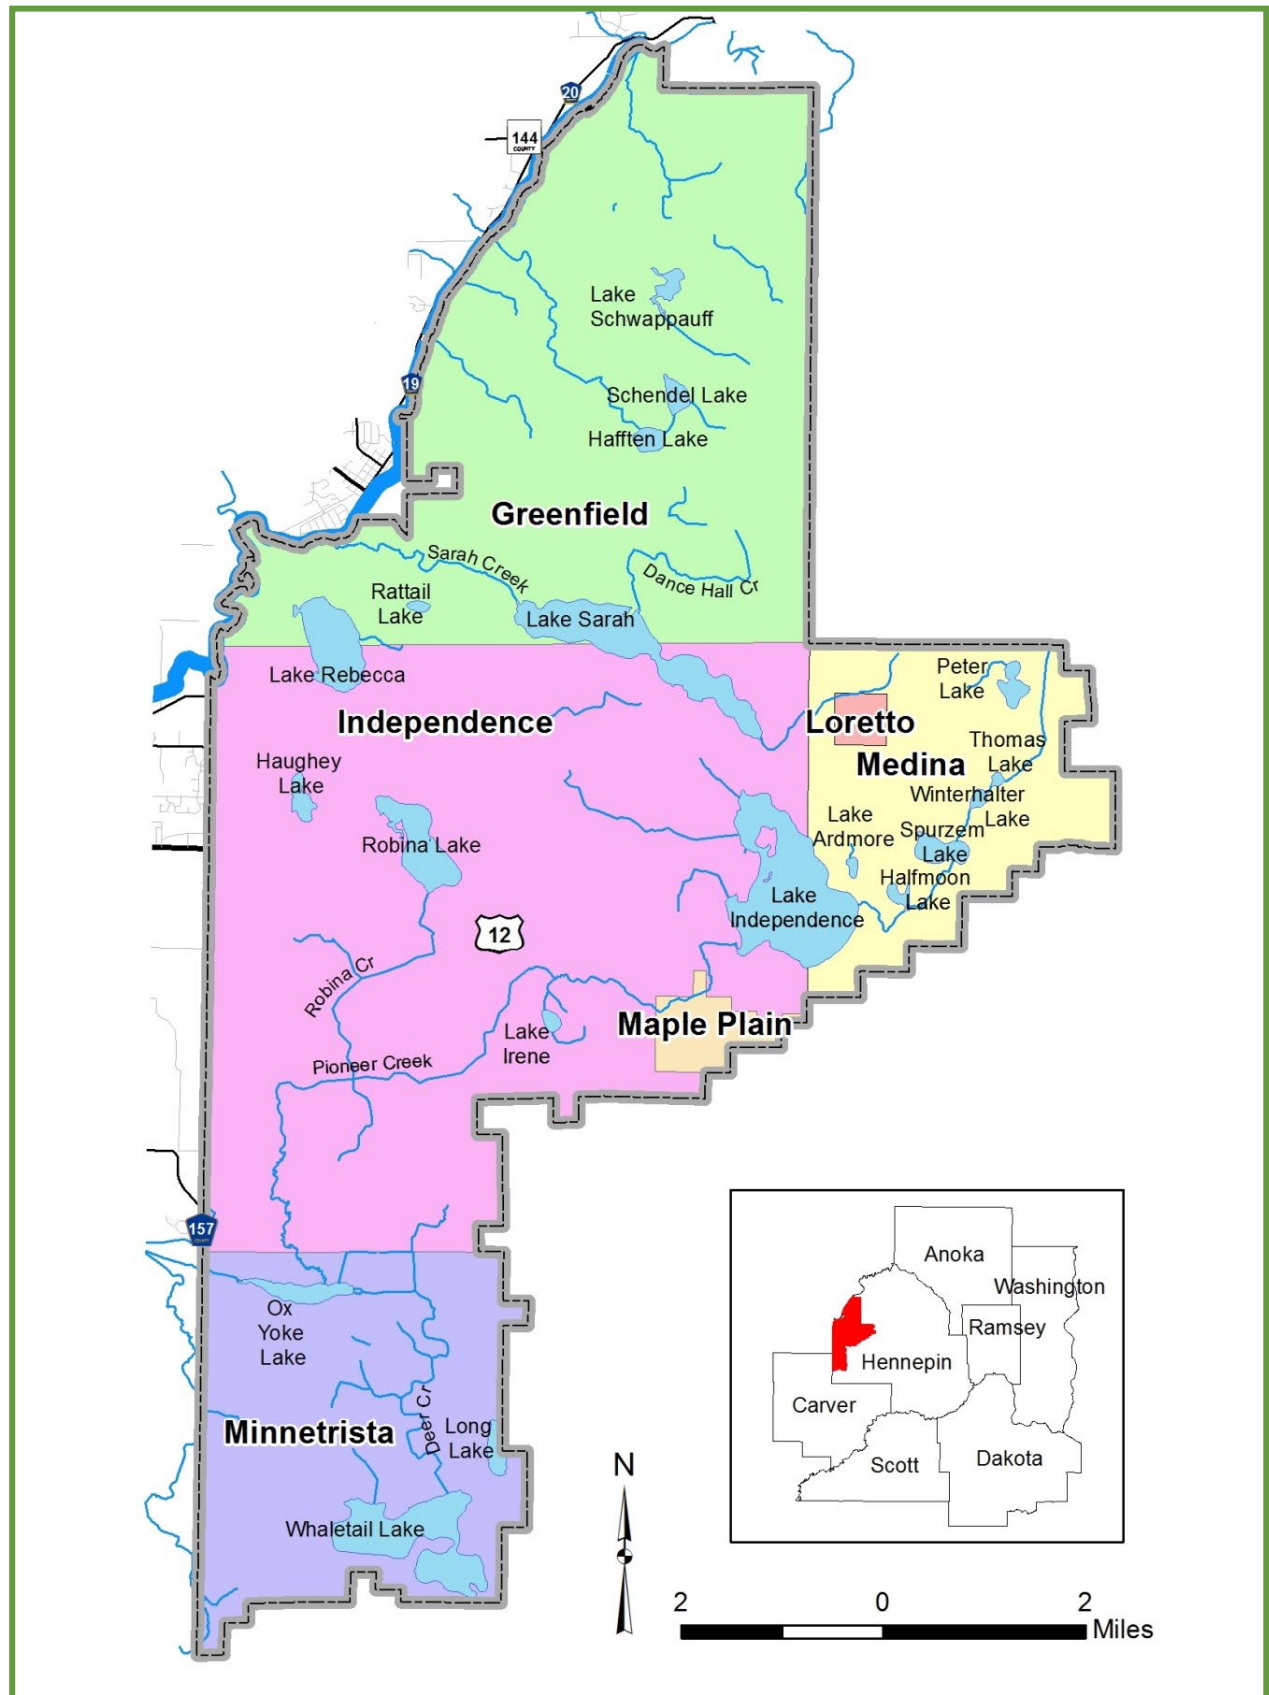 20
144
COUNTY
Lake
Schwappauff
19
Schendel Lake
Hafften Lake
Greenfield
Sarah Creek
Dance Hall Cr
Rattail
Lake
Lake Sarah
Lake Rebecca
Peter
Lake
Independence
Loretto
Thomas
Lake
Medina
Haughey
Lake
Winterhalter
Lake
Lake
Ardmore
Spurzem
Lake
Robina Lake
Halfmoon
Lake
Lake
Independence
12
Robina Cr
Maple Plain
Lake
Irene
Pioneer Creek
157
COUNTY
Ox
Yoke
Lake
Deer Cr
Long
Lake
Minnetrista
Whaletail Lake
Anoka
Washington
Ramsey
Hennepin
Carver
Scott
Dakota
N
2 0 2
Miles